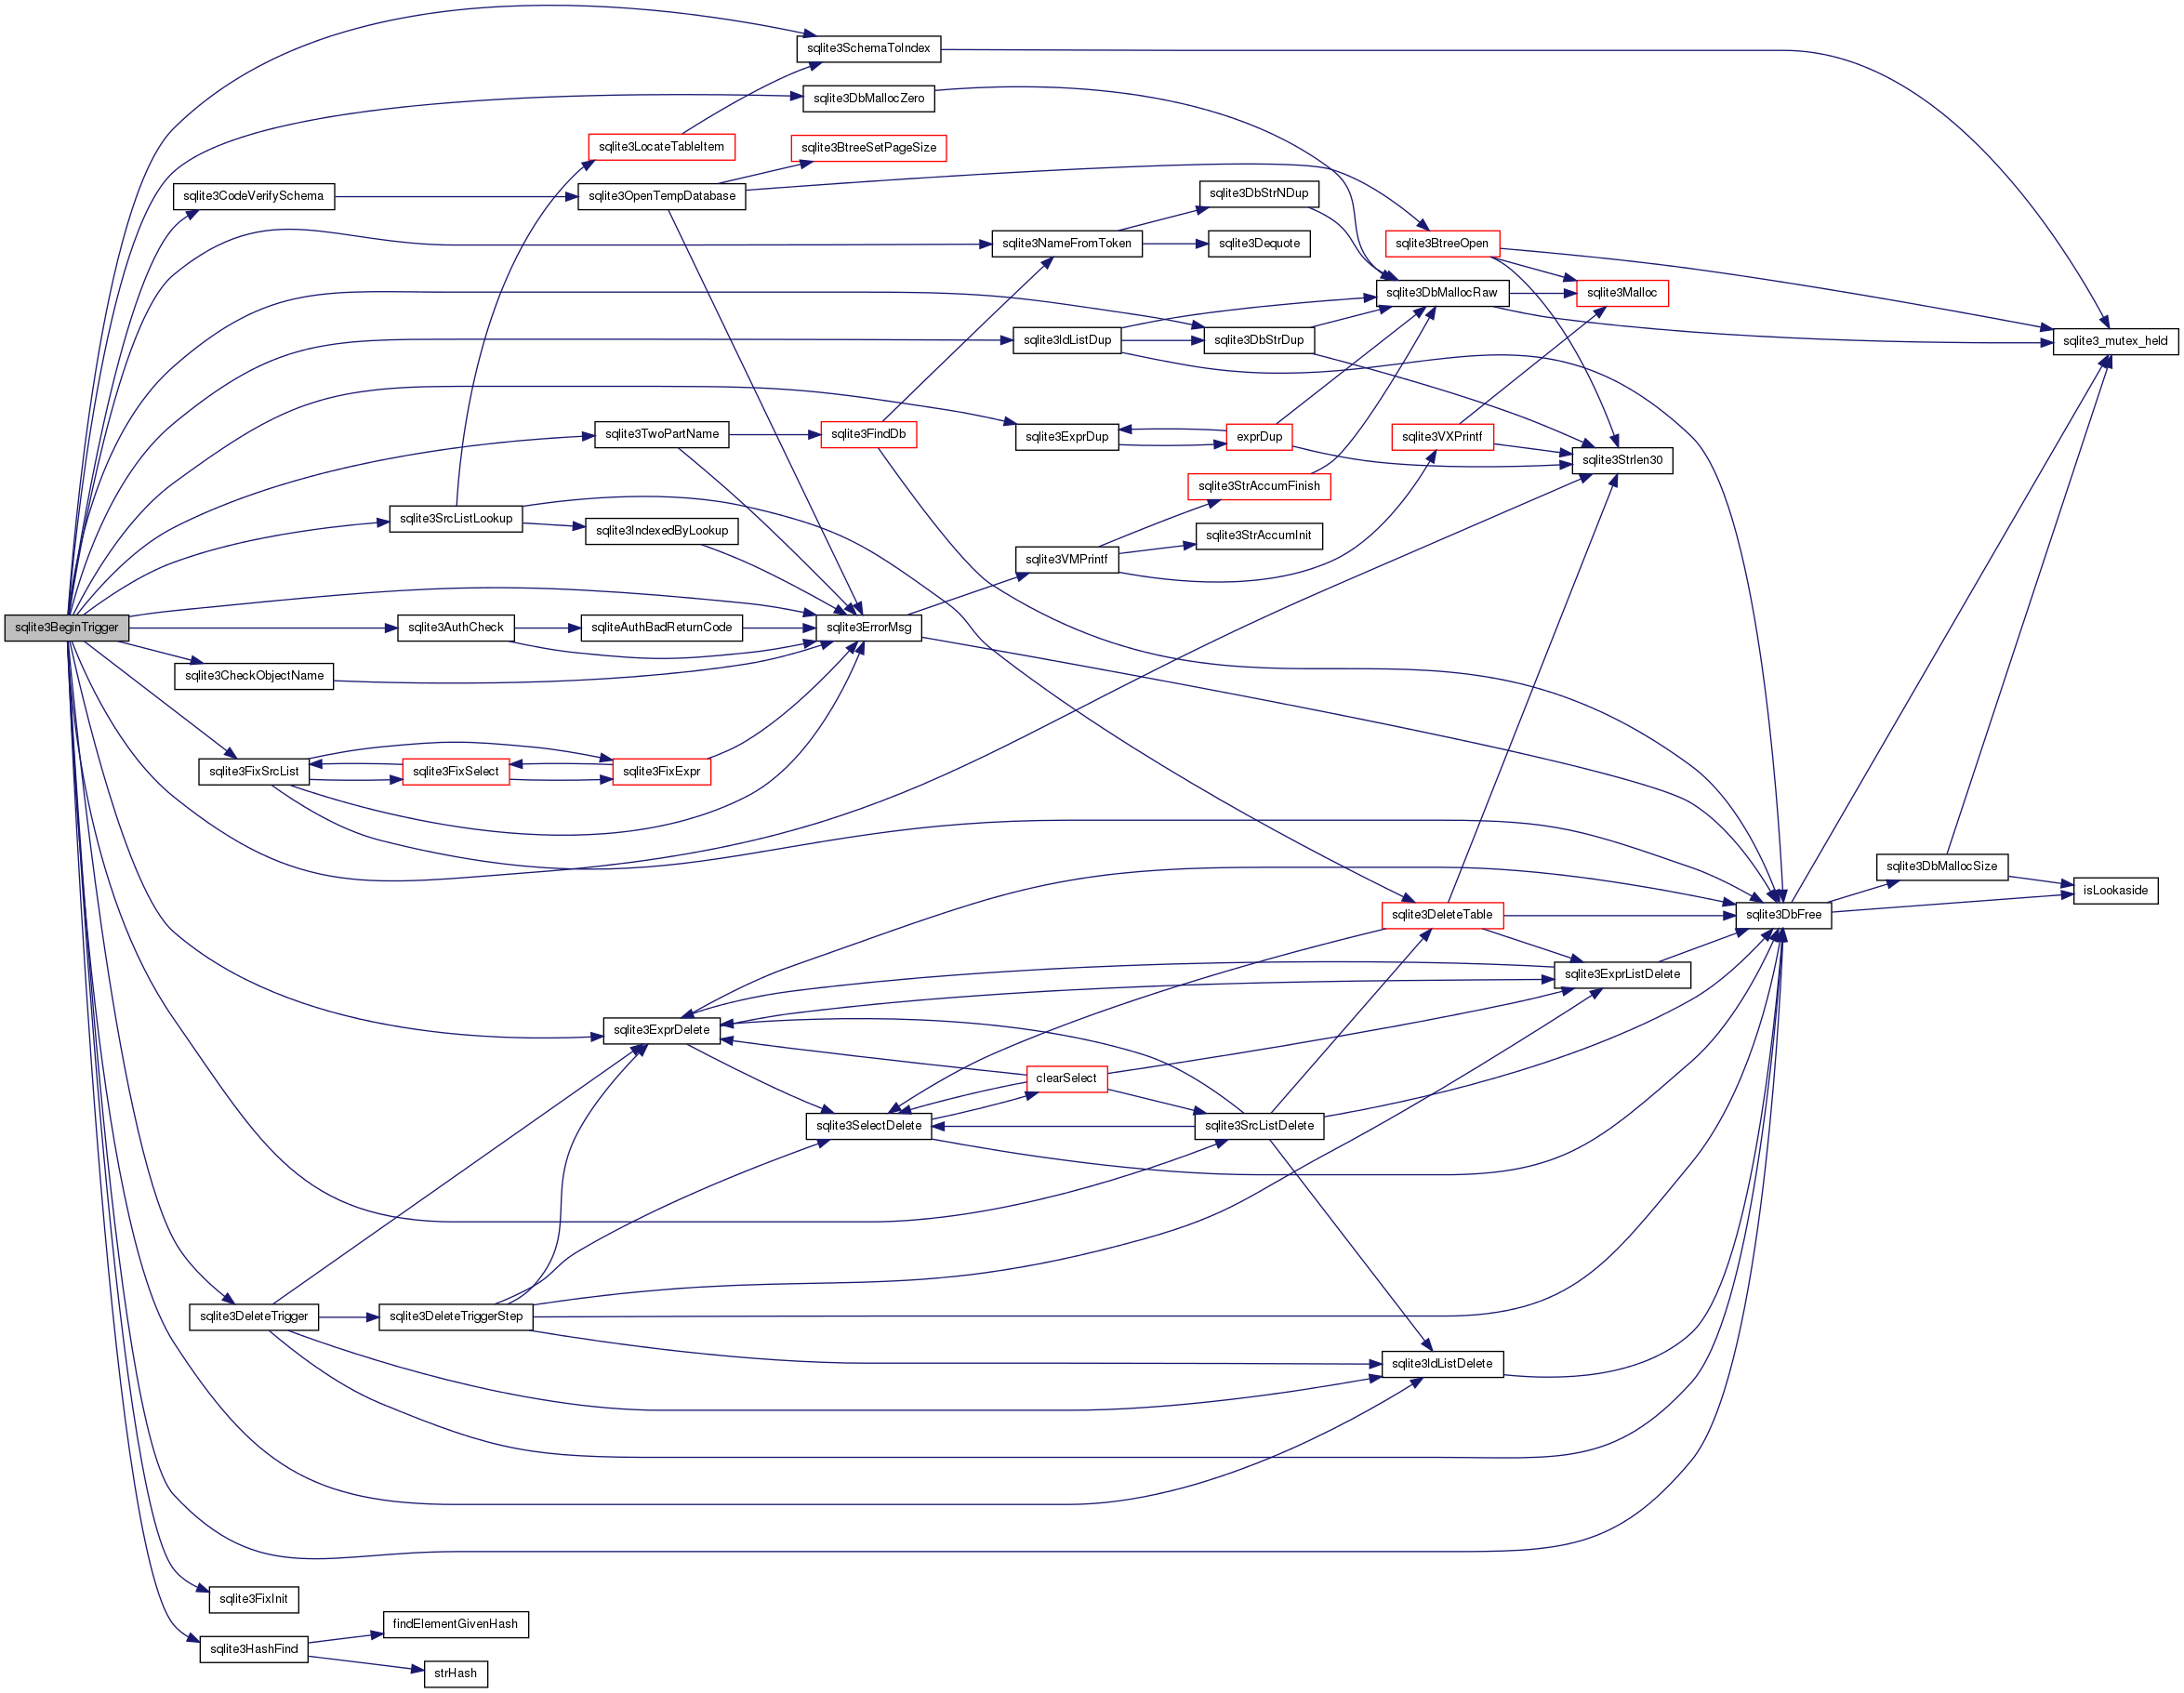 sqlite3SchemaToIndex
sqlite3DbMallocZero
sqlite3LocateTableItem
sqlite3BtreeSetPageSize
sqlite3CodeVerifySchema
sqlite3OpenTempDatabase
sqlite3DbStrNDup
sqlite3NameFromToken
sqlite3Dequote
sqlite3BtreeOpen
sqlite3DbMallocRaw
sqlite3Malloc
sqlite3IdListDup
sqlite3DbStrDup
sqlite3_mutex_held
sqlite3TwoPartName
sqlite3FindDb
sqlite3ExprDup
exprDup
sqlite3VXPrintf
sqlite3Strlen30
sqlite3StrAccumFinish
sqlite3SrcListLookup
sqlite3IndexedByLookup
sqlite3StrAccumInit
sqlite3VMPrintf
sqlite3BeginTrigger
sqlite3AuthCheck
sqliteAuthBadReturnCode
sqlite3ErrorMsg
sqlite3CheckObjectName
sqlite3FixSrcList
sqlite3FixSelect
sqlite3FixExpr
sqlite3DbMallocSize
isLookaside
sqlite3DeleteTable
sqlite3DbFree
sqlite3ExprListDelete
sqlite3ExprDelete
clearSelect
sqlite3SelectDelete
sqlite3SrcListDelete
sqlite3DeleteTrigger
sqlite3DeleteTriggerStep
sqlite3IdListDelete
sqlite3FixInit
findElementGivenHash
sqlite3HashFind
strHash